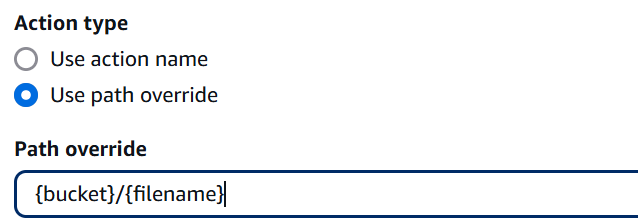 Action type
Use action name
Use path override
Path override
{bucket}/{filename}